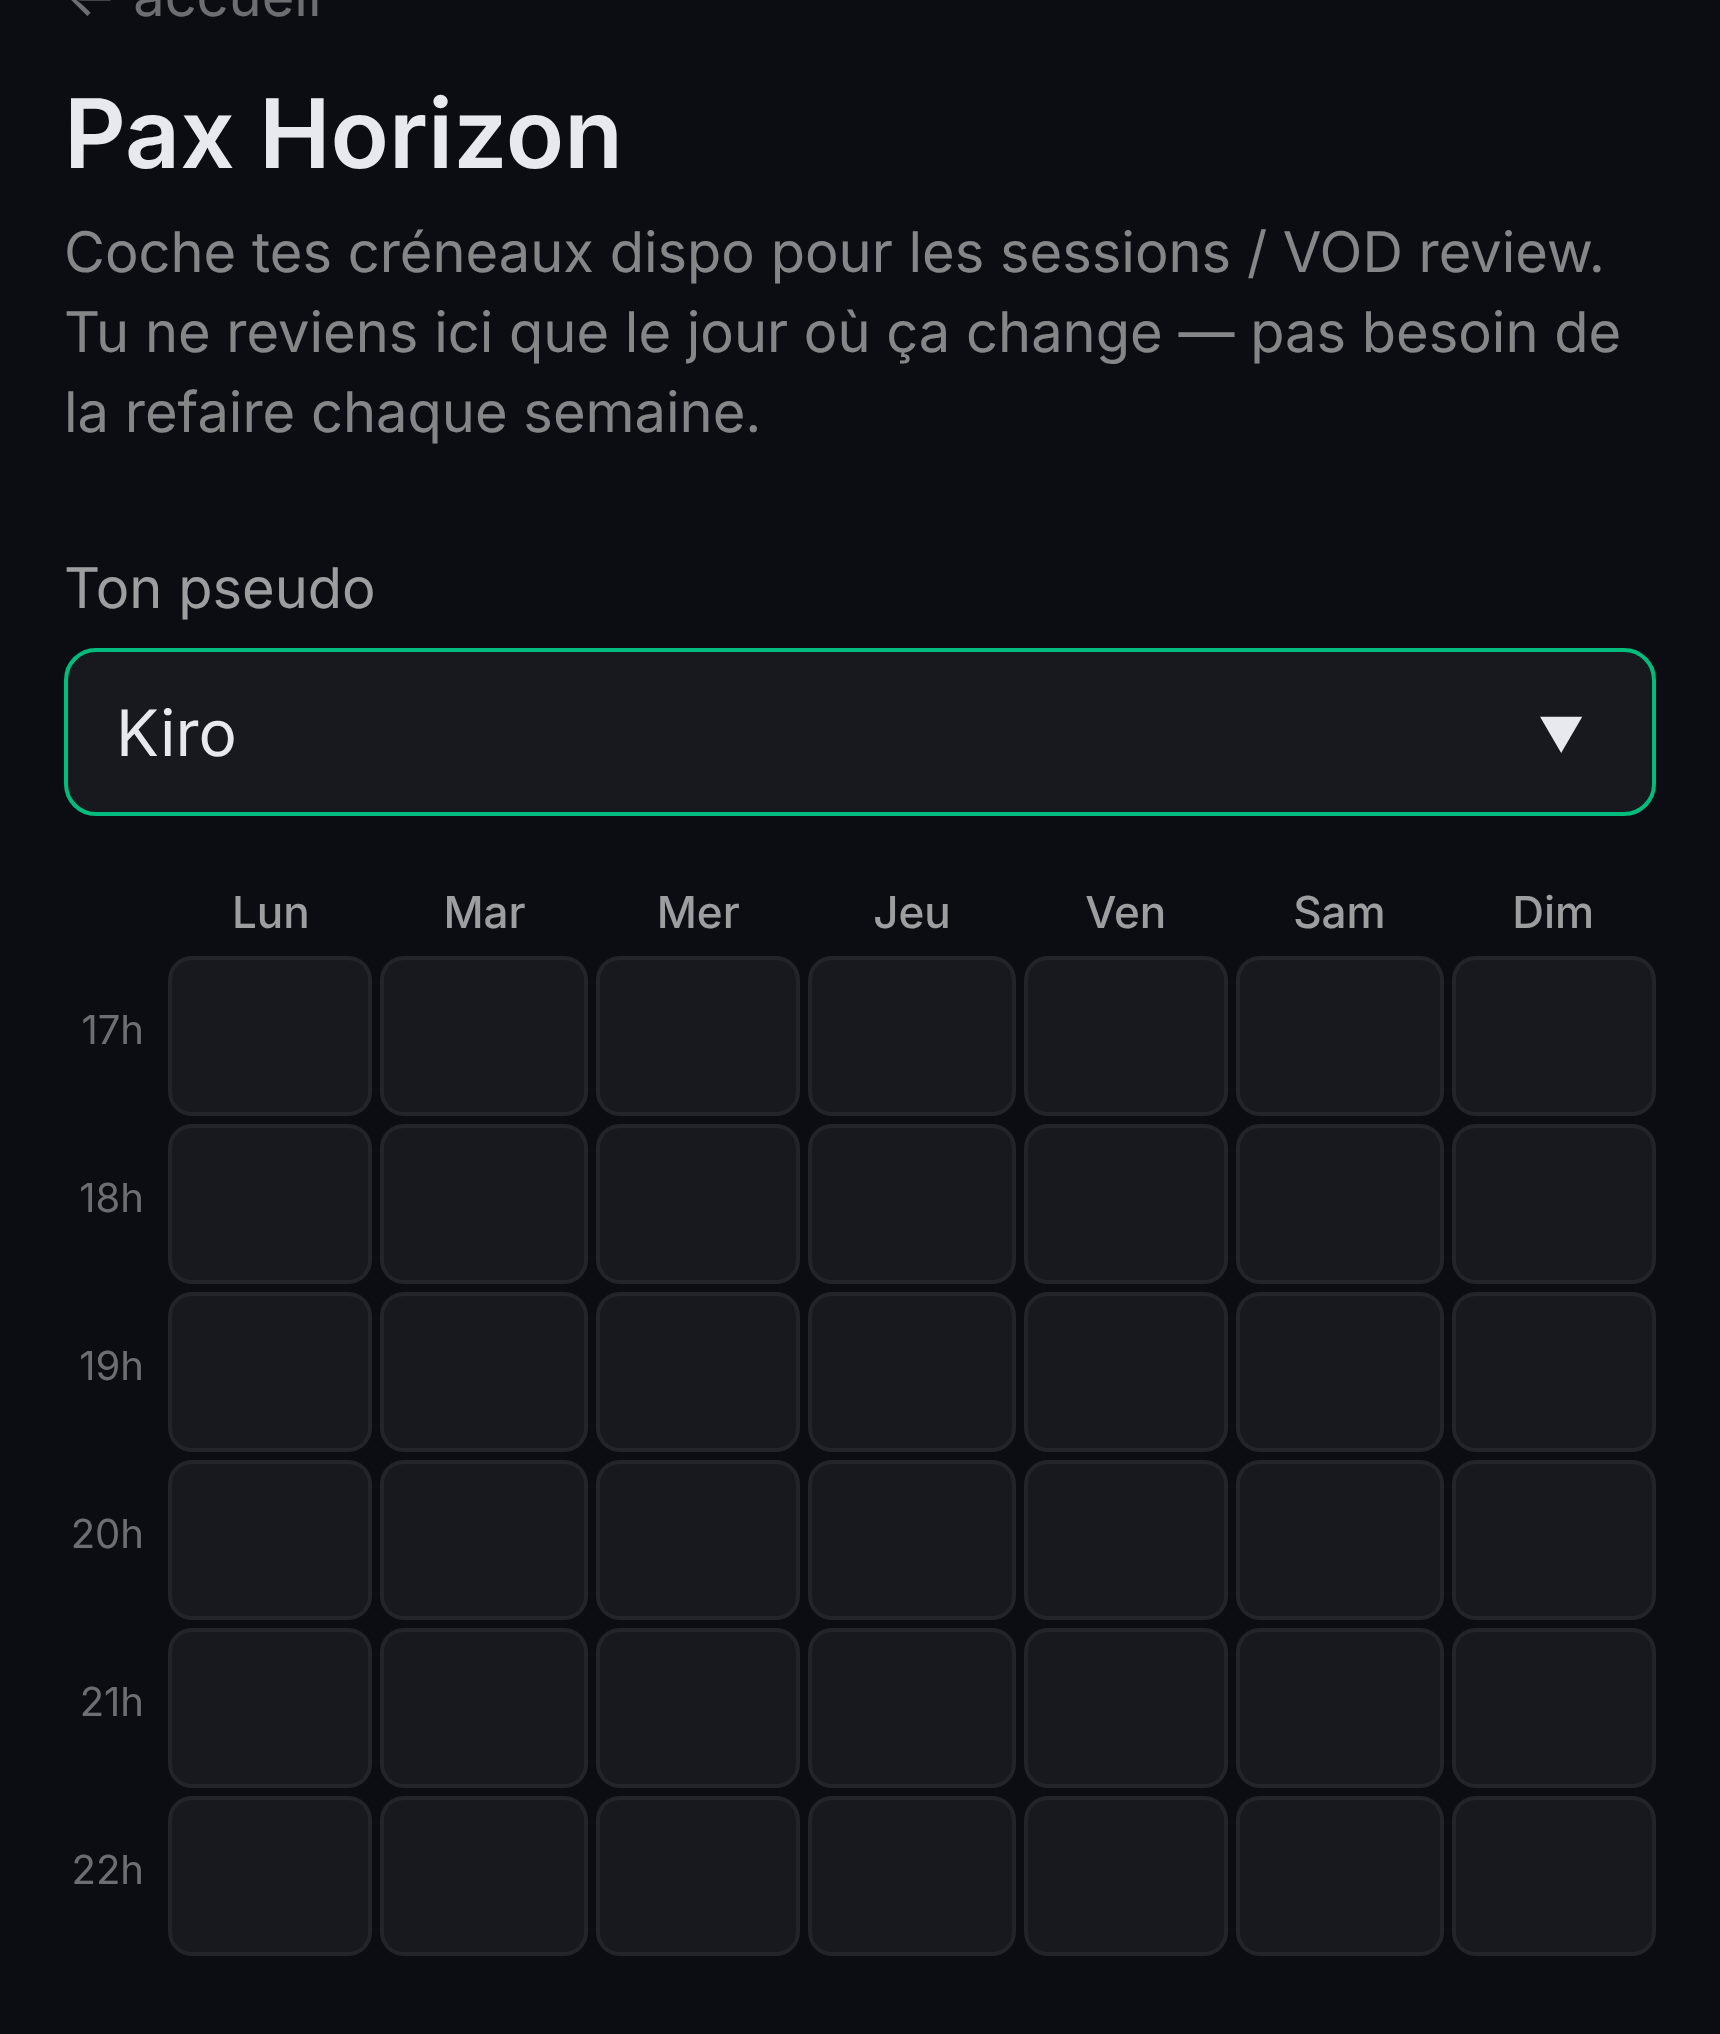 ← accueil
Pax Horizon
Coche tes créneaux dispo pour les sessions / VOD review.
Tu ne reviens ici que le jour où ça change — pas besoin de
la refaire chaque semaine.
Ton pseudo
Kiro
Lun Mar Mer Jeu Ven Sam Dim
17h
18h
19h
20h
21h
22h